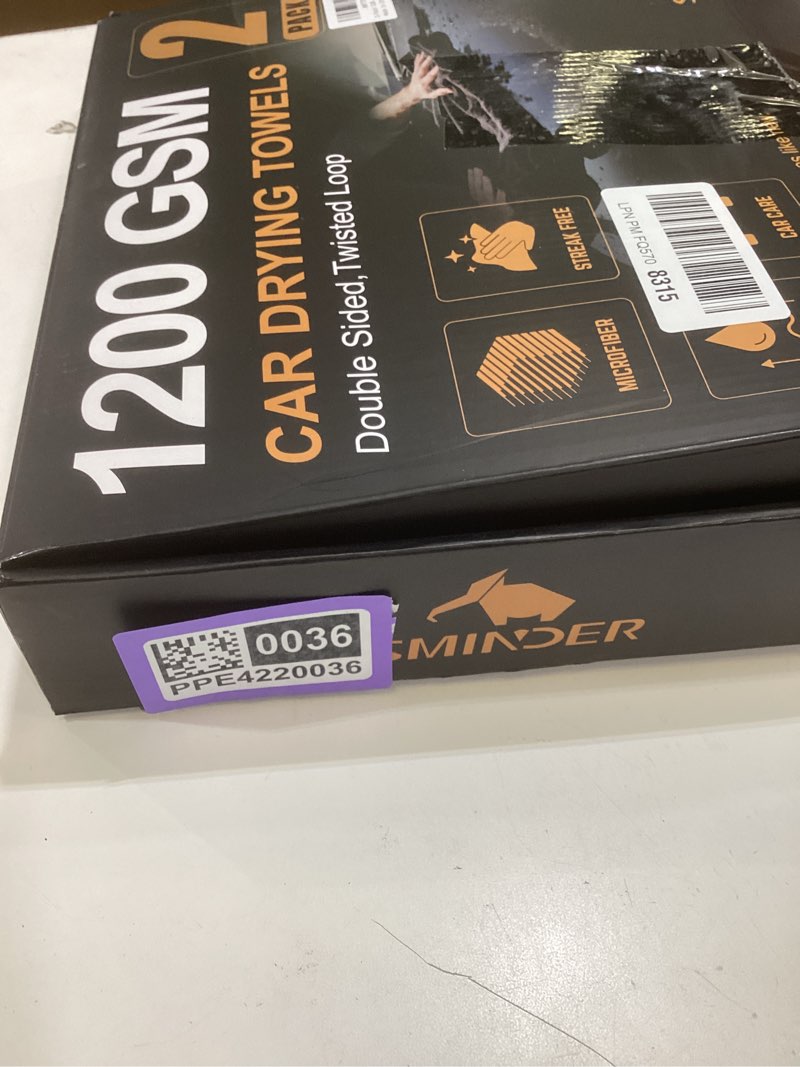 2
PACK
1200 GSM
CAR DRYING TOWELS
Double Sided, Twisted Loop
STREAK FREE
MICROFIBER
CAR CARE
LPN PM FQ570 8315
0036
PPE4220036
SMINDER